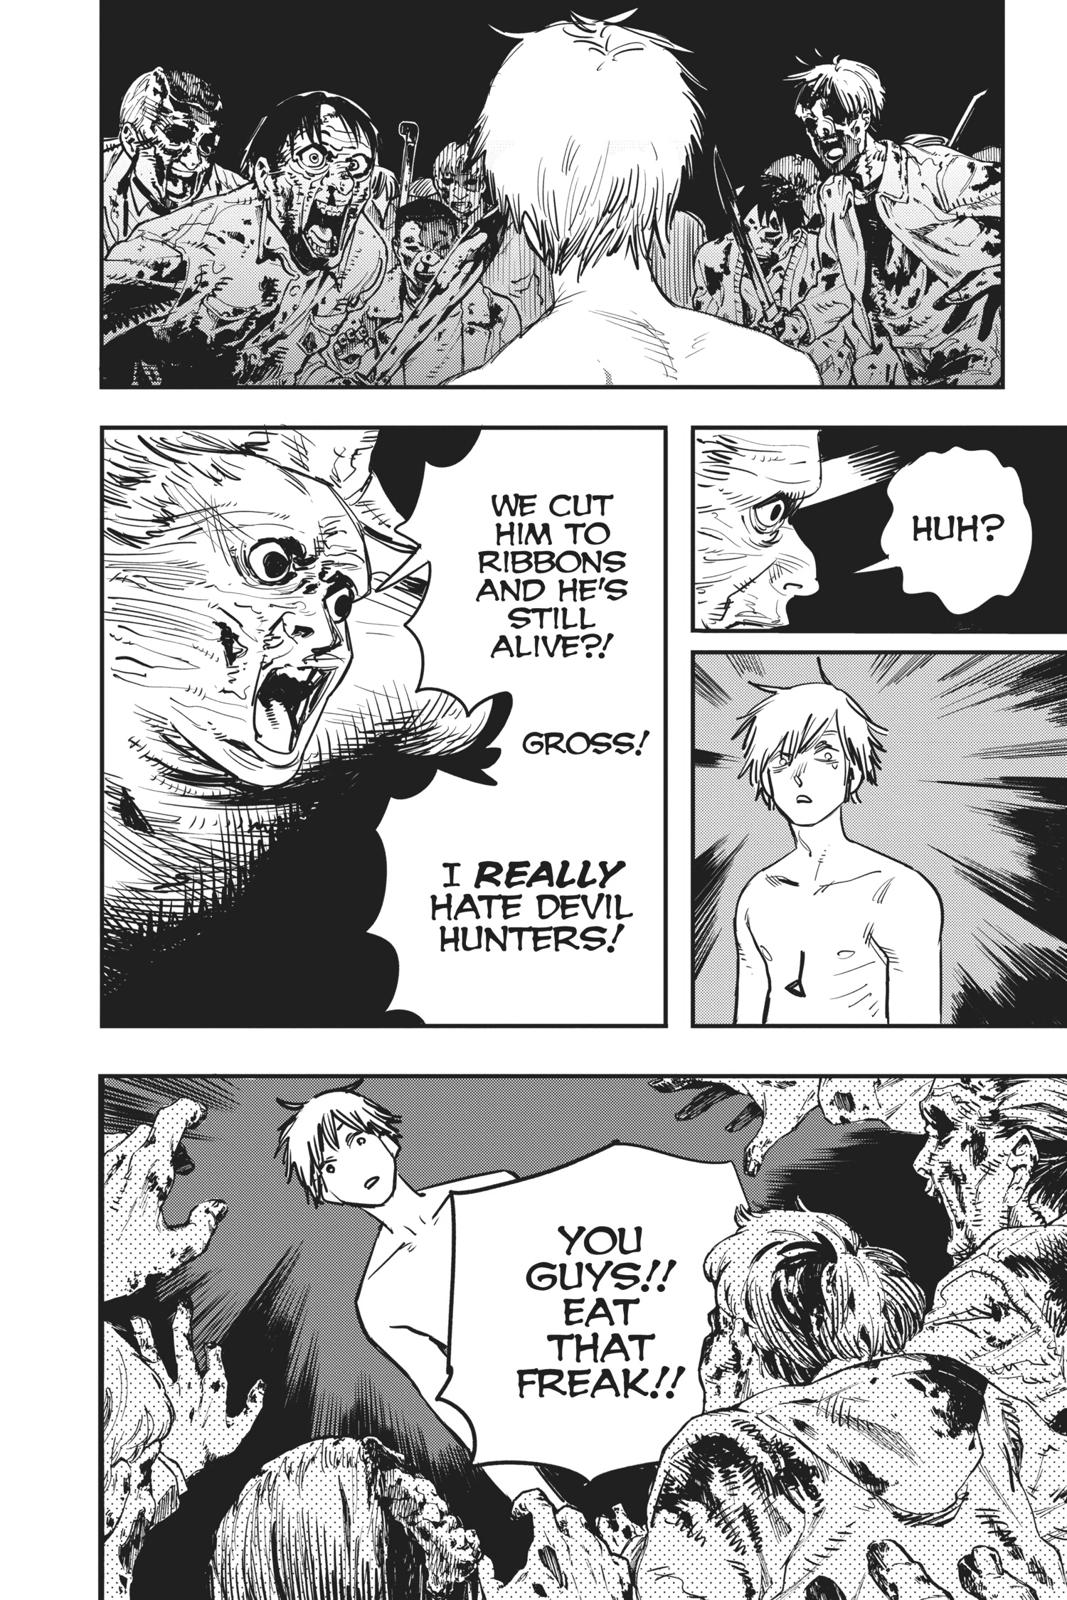 HUH?
WE CUT
HIM TO
RIBBONS
AND HE'S
STILL
ALIVE?!
GROSS!
I REALLY
HATE DEVIL
HUNTERS!
YOU
GUYS!!
EAT
THAT
FREAK!!